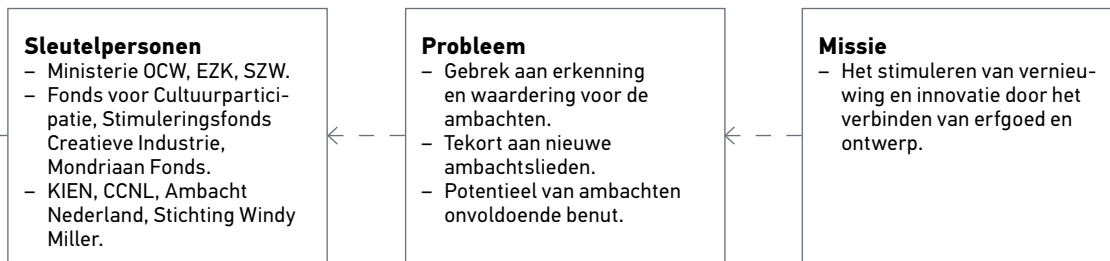 Sleutelpersonen
– Ministerie OCW, EZK, SZW.
– Fonds voor Cultuurpartici-
patie, Stimuleringsfonds
Creatieve Industrie,
Mondriaan Fonds.
– KIEN, CCNL, Ambacht
Nederland, Stichting Windy
Miller.
Probleem
– Gebrek aan erkenning
en waardering voor de
ambachten.
– Tekort aan nieuwe
ambachtslieden.
– Potentieel van ambachten
onvoldoende benut.
Missie
– Het stimuleren van vernieu-
wing en innovatie door het
verbinden van erfgoed en
ontwerp.